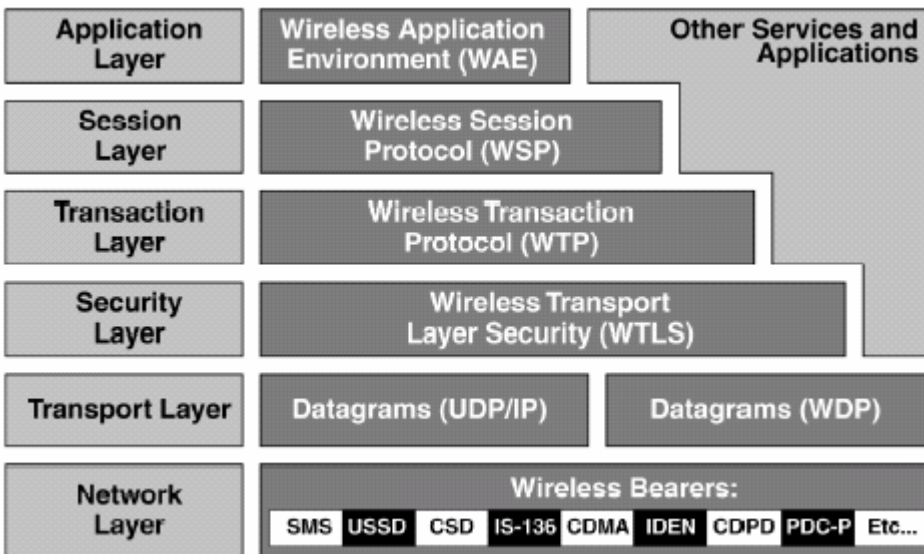 Application
Layer
Wireless Application
Environment (WAE)
Other Services and
Applications
Session
Layer
Wireless Session
Protocol (WSP)
Transaction
Layer
Wireless Transaction
Protocol (WTP)
Security
Layer
Wireless Transport
Layer Security (WTLS)
Transport Layer
Datagrams (UDP/IP)
Datagrams (WDP)
Network
Layer
Wireless Bearers:
SMS USSD CSD IS-136 CDMA IDEN CDPD PDC-P Etc...